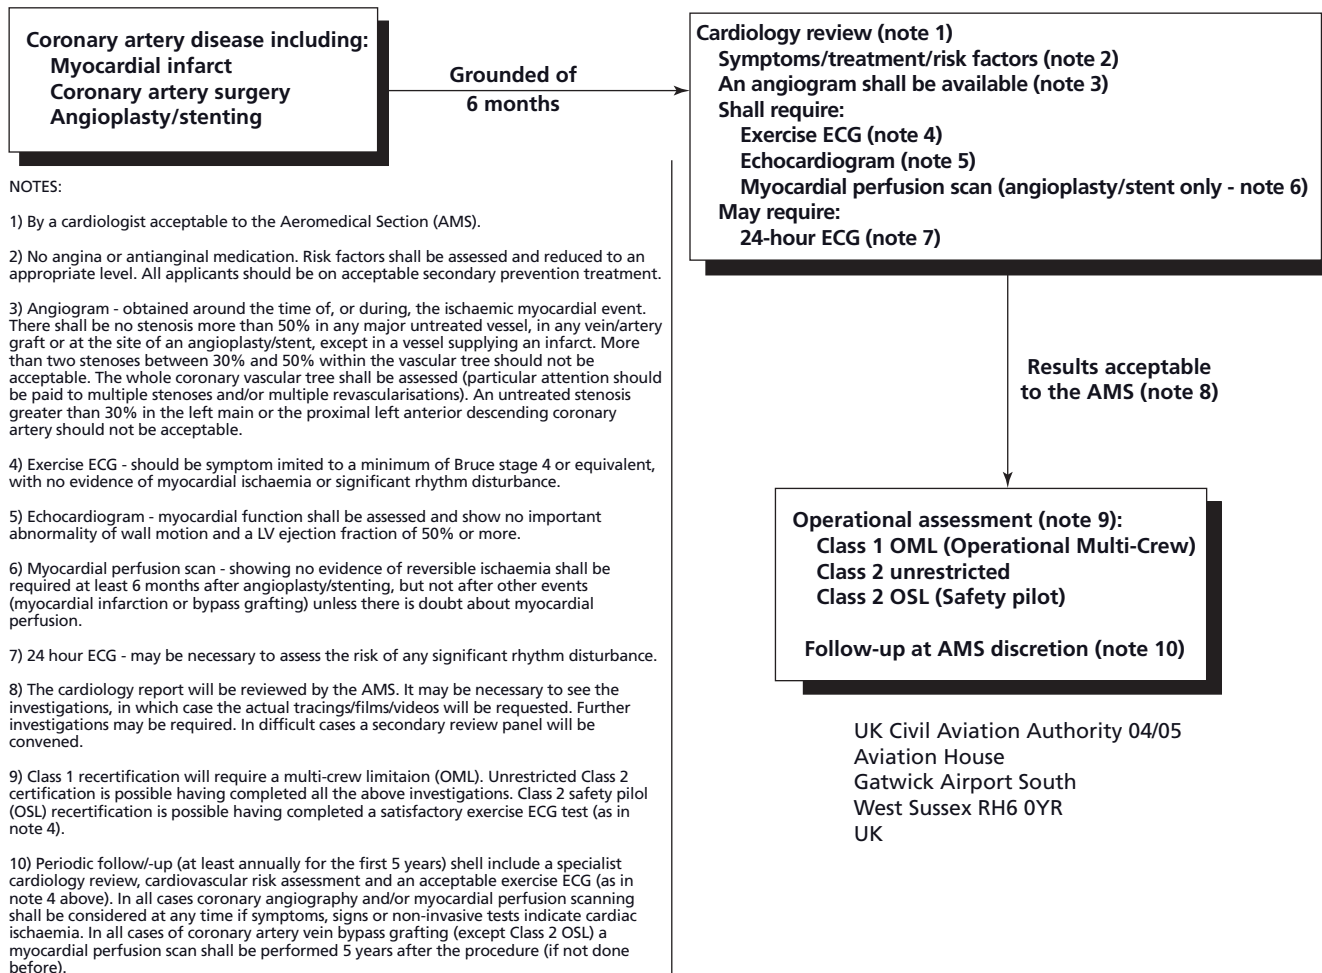 Coronary artery disease including:
Myocardial infarct
Coronary artery surgery
Angioplasty/stenting
Grounded of
6 months
Cardiology review (note 1)
Symptoms/treatment/risk factors (note 2)
An angiogram shall be available (note 3)
Shall require:
Exercise ECG (note 4)
Echocardiogram (note 5)
Myocardial perfusion scan (angioplasty/stent only - note 6)
May require:
24-hour ECG (note 7)
Results acceptable
to the AMS (note 8)
Operational assessment (note 9):
Class 1 OML (Operational Multi-Crew)
Class 2 unrestricted
Class 2 OSL (Safety pilot)
Follow-up at AMS discretion (note 10)
UK Civil Aviation Authority 04/05
Aviation House
Gatwick Airport South
West Sussex RH6 0YR
UK
NOTES:
1) By a cardiologist acceptable to the Aeromedical Section (AMS).
2) No angina or antianginal medication. Risk factors shall be assessed and reduced to an
appropriate level. All applicants should be on acceptable secondary prevention treatment.
3) Angiogram - obtained around the time of, or during, the ischaemic myocardial event.
There shall be no stenosis more than 50% in any major untreated vessel, in any vein/artery
graft or at the site of an angioplasty/stent, except in a vessel supplying an infarct. More
than two stenoses between 30% and 50% within the vascular tree should not be
acceptable. The whole coronary vascular tree shall be assessed (particular attention should
be paid to multiple stenoses and/or multiple revascularisations). An untreated stenosis
greater than 30% in the left main or the proximal left anterior descending coronary
artery should not be acceptable.
4) Exercise ECG - should be symptom imited to a minimum of Bruce stage 4 or equivalent,
with no evidence of myocardial ischaemia or significant rhythm disturbance.
5) Echocardiogram - myocardial function shall be assessed and show no important
abnormality of wall motion and a LV ejection fraction of 50% or more.
6) Myocardial perfusion scan - showing no evidence of reversible ischaemia shall be
required at least 6 months after angioplasty/stenting, but not after other events
(myocardial infarction or bypass grafting) unless there is doubt about myocardial
perfusion.
7) 24 hour ECG - may be necessary to assess the risk of any significant rhythm disturbance.
8) The cardiology report will be reviewed by the AMS. It may be necessary to see the
investigations, in which case the actual tracings/films/videos will be requested. Further
investigations may be required. In difficult cases a secondary review panel will be
convened.
9) Class 1 recertification will require a multi-crew limitaion (OML). Unrestricted Class 2
certification is possible having completed all the above investigations. Class 2 safety pilol
(OSL) recertification is possible having completed a satisfactory exercise ECG test (as in
note 4).
10) Periodic follow/-up (at least annually for the first 5 years) shell include a specialist
cardiology review, cardiovascular risk assessment and an acceptable exercise ECG (as in
note 4 above). In all cases coronary angiography and/or myocardial perfusion scanning
shall be considered at any time if symptoms, signs or non-invasive tests indicate cardiac
ischaemia. In all cases of coronary artery vein bypass grafting (except Class 2 OSL) a
myocardial perfusion scan shall be performed 5 years after the procedure (if not done
before).